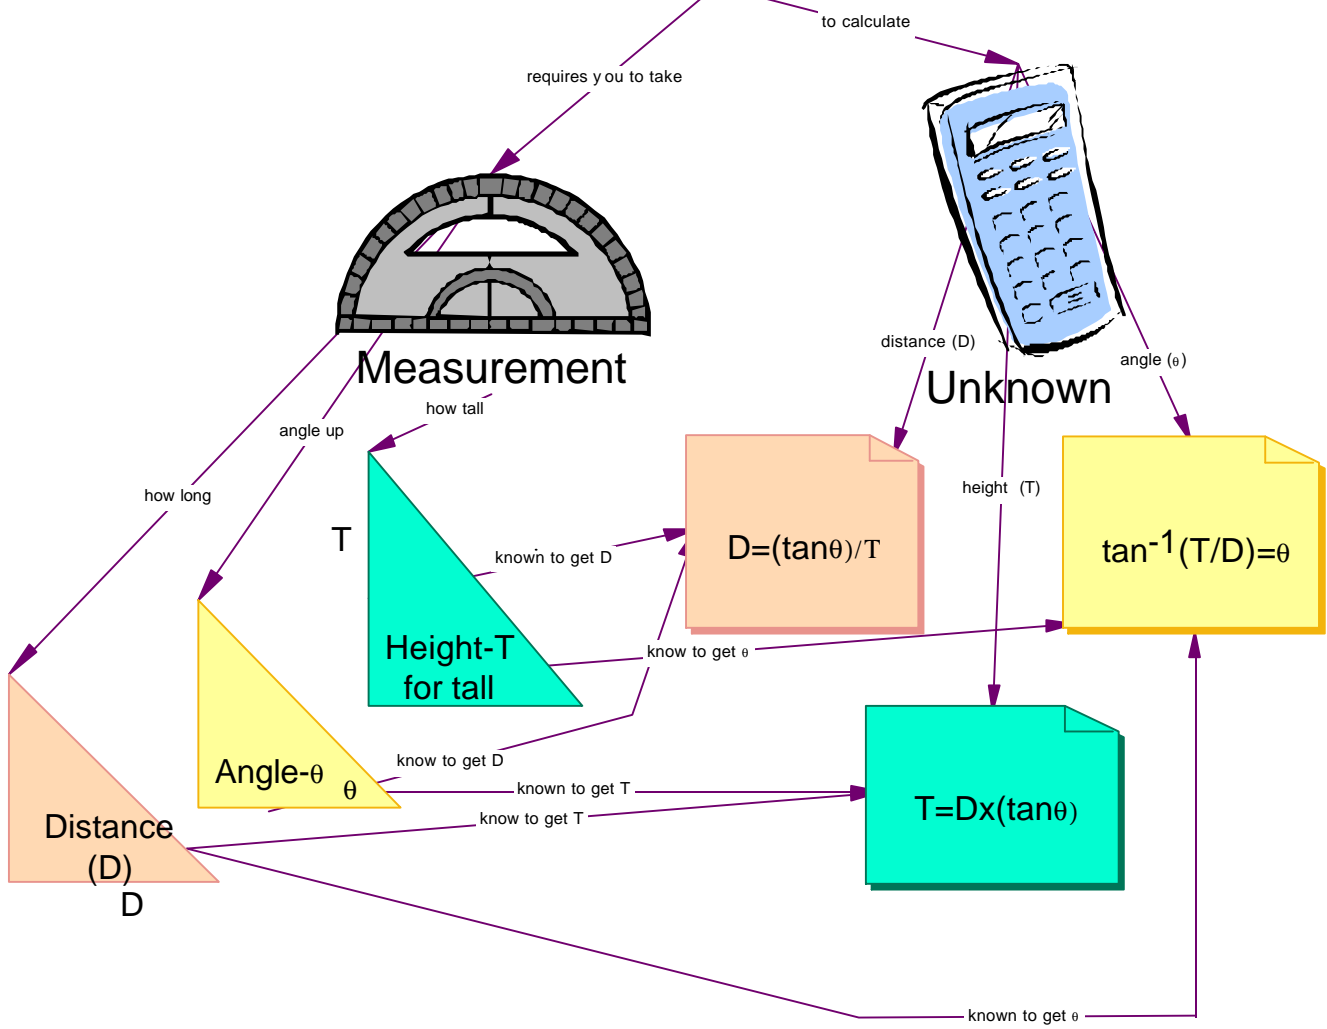 to calculate
requires you to take
Measurement
Unknown
distance (D)
angle (θ)
how tall
angle up
how long
height (T)
T
known to get D
D=(tanθ)/T
tan⁻¹(T/D)=θ
Height-T
for tall
know to get θ
know to get D
Angle-θ
θ
known to get T
know to get T
T=Dx(tanθ)
Distance
(D)
D
known to get θ